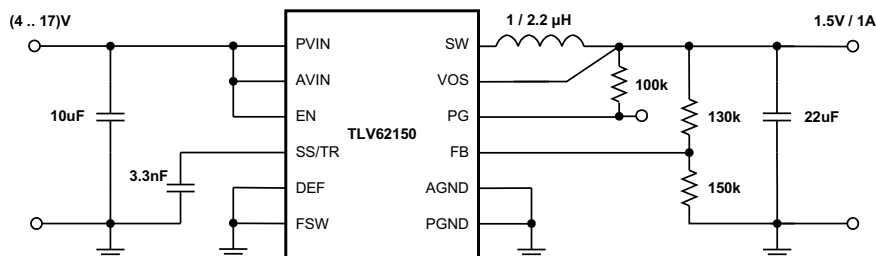 (4 .. 17)V
1 / 2.2 µH
1.5V / 1A
PVIN
SW
AVIN
VOS
100k
10uF
EN
PG
130k
22uF
TLV62150
SS/TR
FB
3.3nF
150k
DEF
AGND
FSW
PGND